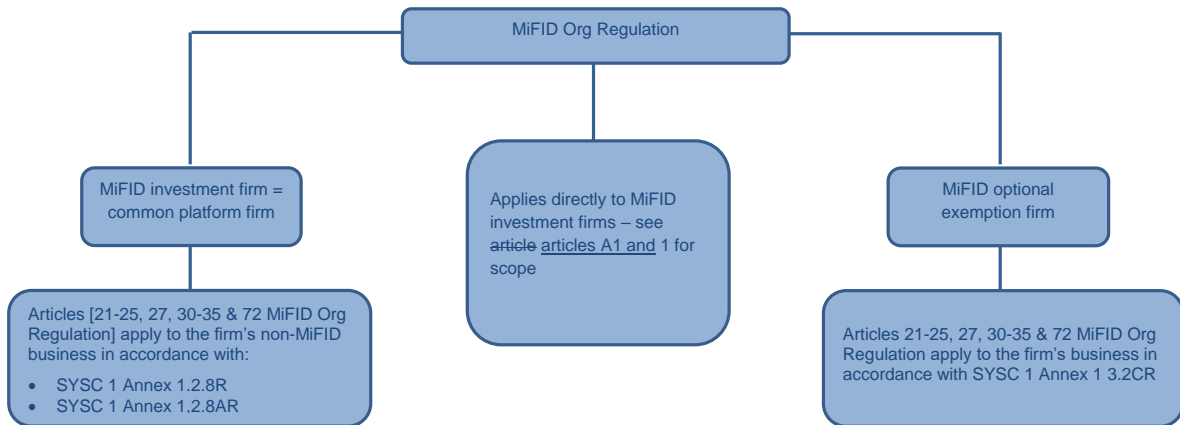 MiFID Org Regulation
MiFID investment firm =
common platform firm
Applies directly to MiFID
investment firms – see
article articles A1 and 1 for
scope
MiFID optional
exemption firm
Articles [21-25, 27, 30-35 & 72 MiFID Org
Regulation] apply to the firm's non-MiFID
business in accordance with:
• SYSC 1 Annex 1.2.8R
• SYSC 1 Annex 1.2.8AR
Articles 21-25, 27, 30-35 & 72 MiFID Org
Regulation apply to the firm's business in
accordance with SYSC 1 Annex 1 3.2CR